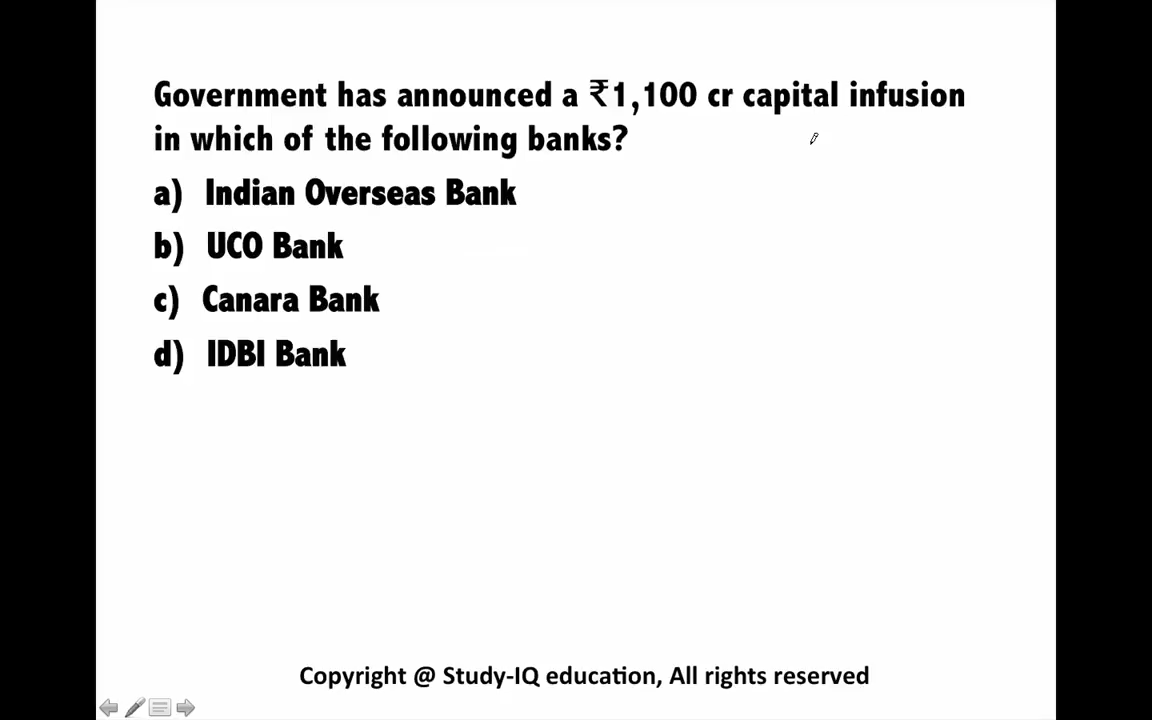 Government has announced a ₹1,100 cr capital infusion
in which of the following banks?
a) Indian Overseas Bank
b) UCO Bank
c) Canara Bank
d) IDBI Bank
Copyright @ Study-IQ education, All rights reserved